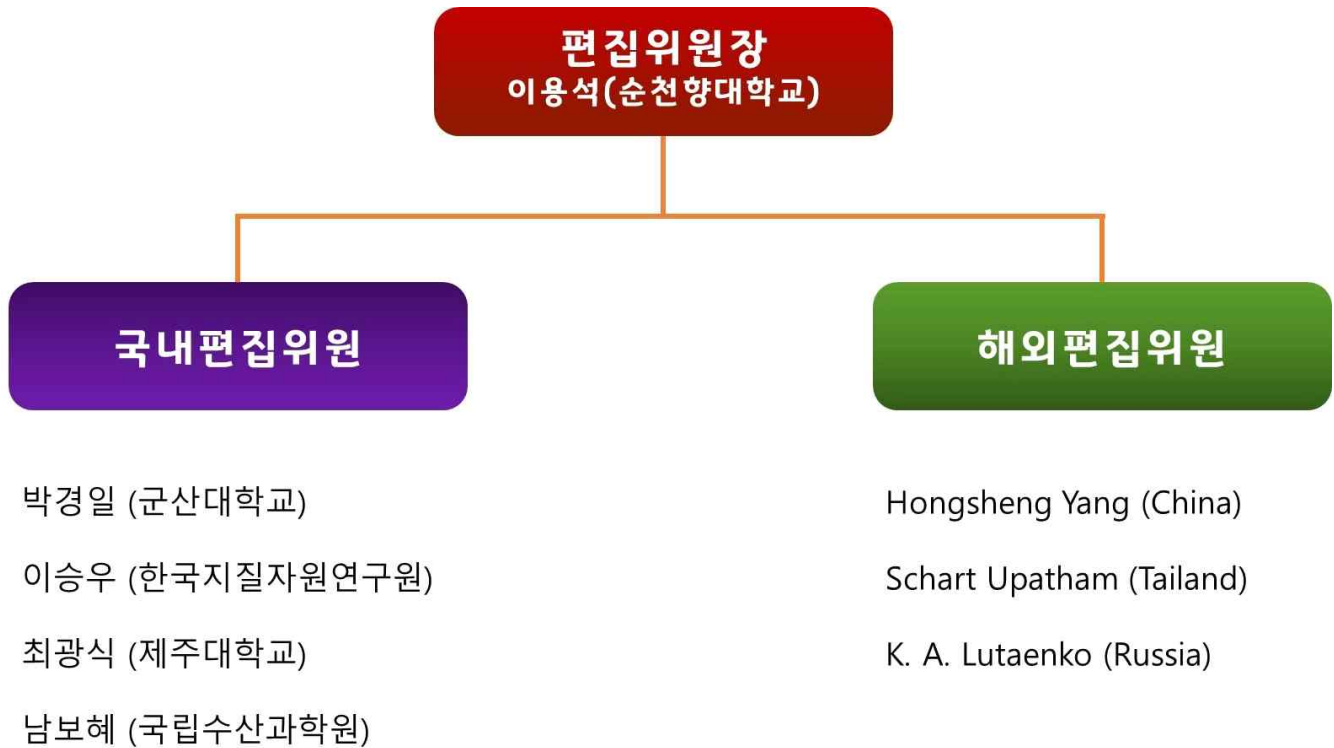 편집위원장
이용석(순천향대학교)
국내편집위원
해외편집위원
박경일 (군산대학교)
이승우 (한국지질자원연구원)
최광식 (제주대학교)
남보혜 (국립수산과학원)
Hongsheng Yang (China)
Schart Upatham (Tailand)
K. A. Lutaenko (Russia)